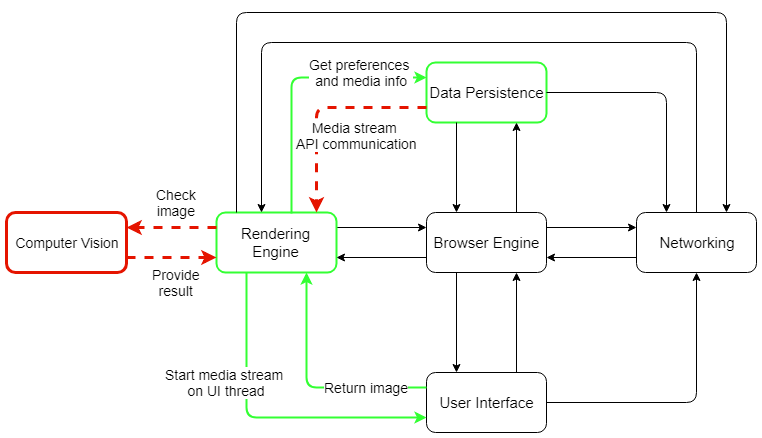 Get preferences
and media info
Data Persistence
Media stream
API communication
Check
image
Computer Vision
Rendering
Engine
Browser Engine
Networking
Provide
result
Start media stream
on UI thread
Return image
User Interface